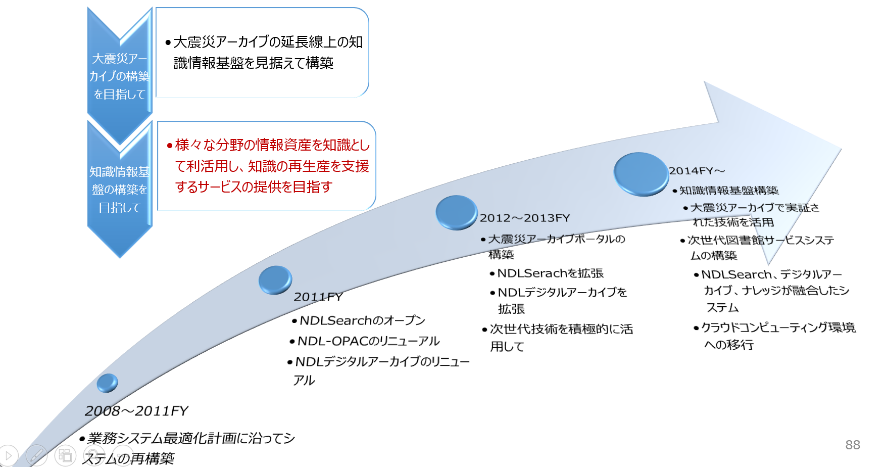 大震災アー
カイブの構築
を目指して
•大震災アーカイブの延長線上の知
識情報基盤を見据えて構築
知識情報基
盤の構築を
目指して
•様々な分野の情報資産を知識とし
て利活用し、知識の再生産を支援
するサービスの提供を目指す
2008～2011FY
•業務システム最適化計画に沿ってシ
ステムの再構築
2011FY
•NDLSearchのオープン
•NDL-OPACのリニューアル
•NDLデジタルアーカイブのリニュー
アル
2012～2013FY
•大震災アーカイブポータルの
構築
•NDLSerachを拡張
•NDLデジタルアーカイブを
拡張
•次世代技術を積極的に活
用して
2014FY～
•知識情報基盤構築
•大震災アーカイブで実証さ
れた技術を活用
•次世代図書館サービスシステ
ムの構築
•NDLSearch、デジタルアー
カイブ、ナレッジが融合したシ
ステム
•クラウドコンピューティング環境
への移行
88